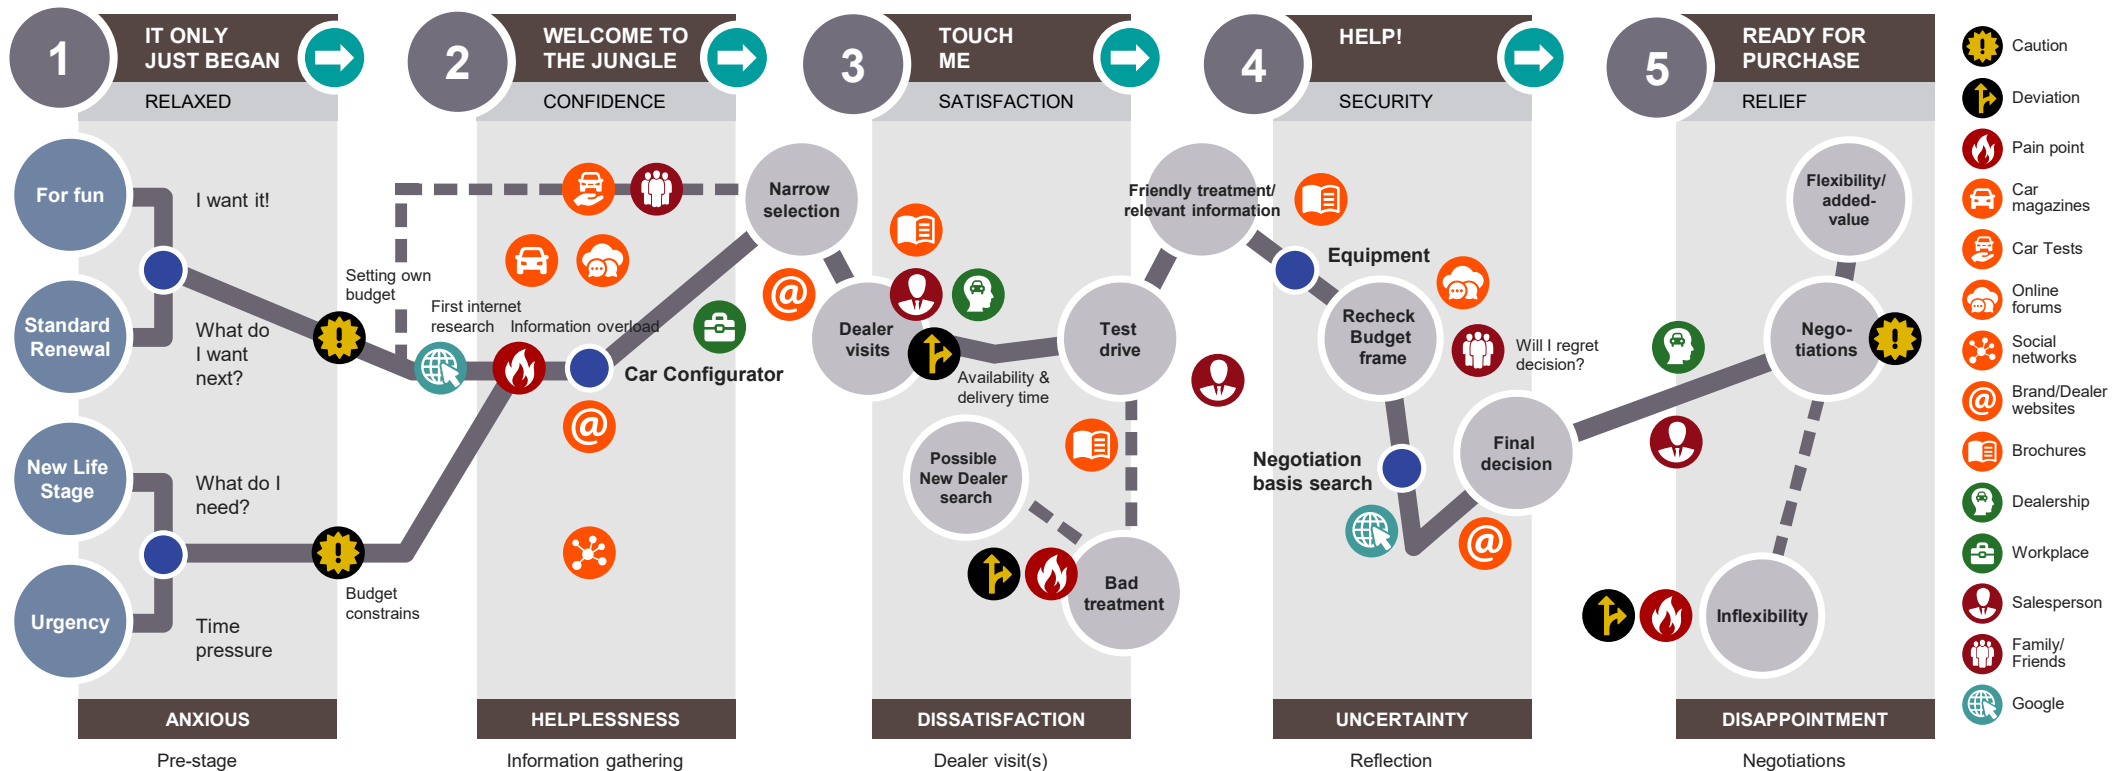 1
IT ONLY
JUST BEGAN
RELAXED
For fun
I want it!
Standard
Renewal
What do
I want
next?
New Life
Stage
What do I
need?
Urgency
Time
pressure
ANXIOUS
Pre-stage
Setting own
budget
Budget
constrains
2
WELCOME TO
THE JUNGLE
CONFIDENCE
First internet
research
Information overload
Car Configurator
Narrow
selection
HELPLESSNESS
Information gathering
3
TOUCH
ME
SATISFACTION
Dealer
visits
Availability &
delivery time
Test
drive
Possible
New Dealer
search
Bad
treatment
DISSATISFACTION
Dealer visit(s)
4
HELP!
SECURITY
Friendly treatment/
relevant information
Equipment
Recheck
Budget
frame
Will I regret
decision?
Negotiation
basis search
Final
decision
UNCERTAINTY
Reflection
5
READY FOR
PURCHASE
RELIEF
Flexibility/
added-
value
Nego-
tiations
Inflexibility
DISAPPOINTMENT
Negotiations
Caution
Deviation
Pain point
Car
magazines
Car Tests
Online
forums
Social
networks
Brand/Dealer
websites
Brochures
Dealership
Workplace
Salesperson
Family/
Friends
Google